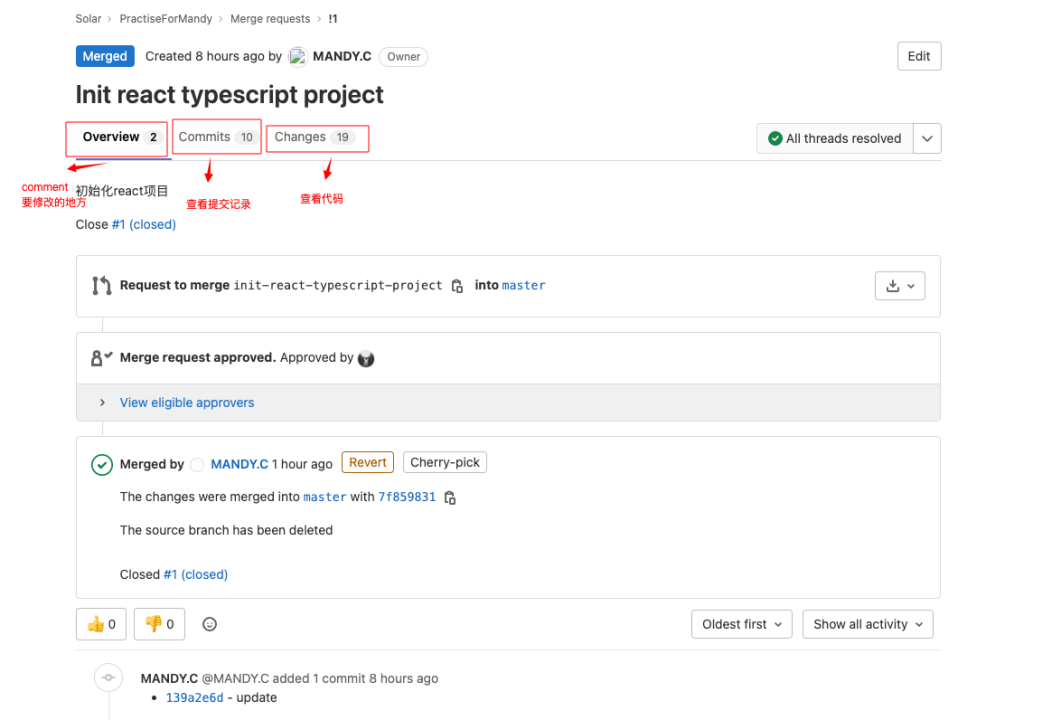 Solar › PractiseForMandy › Merge requests › !1
Merged Created 8 hours ago by MANDY.C Owner Edit
Init react typescript project
Overview 2 Commits 10 Changes 19 All threads resolved
comment
要修改的地方
初始化react项目
查看提交记录
查看代码
Close #1 (closed)
Request to merge init-react-typescript-project into master
Merge request approved. Approved by
View eligible approvers
Merged by MANDY.C 1 hour ago Revert Cherry-pick
The changes were merged into master with 7f859831
The source branch has been deleted
Closed #1 (closed)
👍 0 👎 0 Oldest first Show all activity
MANDY.C @MANDY.C added 1 commit 8 hours ago
• 139a2e6d - update